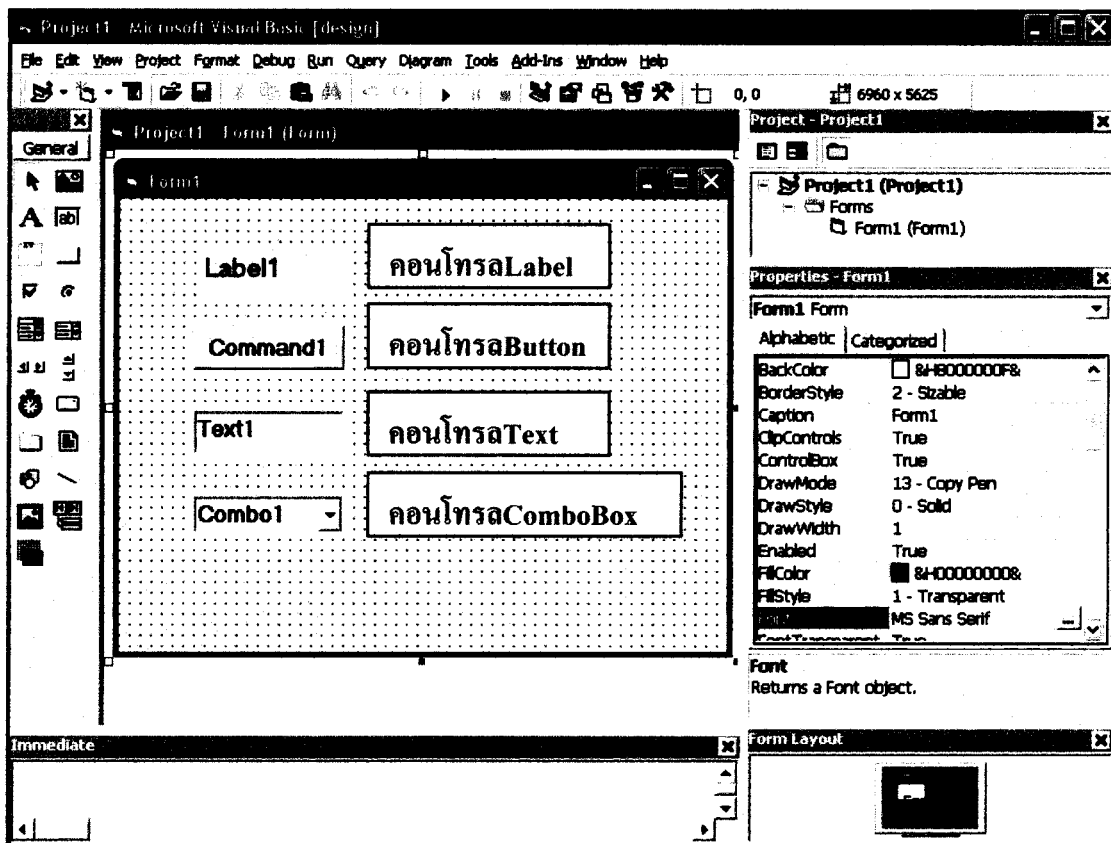 Project1 - Microsoft Visual Basic [design]
File Edit View Project Format Debug Run Query Diagram Tools Add-Ins Window Help
0, 0 6960 x 5625
General
Project1 - Form1 (Form)
Form1
Label1 คอนโทรลLabel
Command1 คอนโทรลButton
Text1 คอนโทรลText
Combo1 คอนโทรลComboBox
Project - Project1
Project1 (Project1)
Forms
Form1 (Form1)
Properties - Form1
Form1 Form
Alphabetic Categorized
BackColor &H8000000F&
BorderStyle 2 - Sizable
Caption Form1
ClipControls True
ControlBox True
DrawMode 13 - Copy Pen
DrawStyle 0 - Solid
DrawWidth 1
Enabled True
FillColor &H00000000&
FillStyle 1 - Transparent
Font MS Sans Serif
FontTransparent True
Font
Returns a Font object.
Immediate
Form Layout